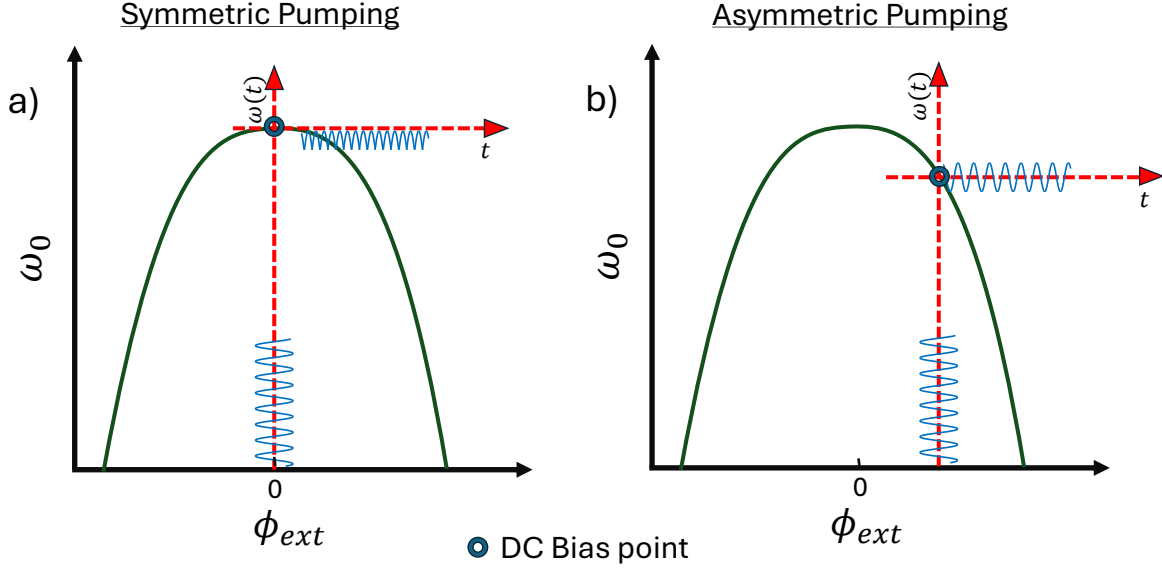 Symmetric Pumping
Asymmetric Pumping
a)
ω(t)
t
ω₀
0
ϕₑₓₜ
b)
ω(t)
t
ω₀
0
ϕₑₓₜ
DC Bias point